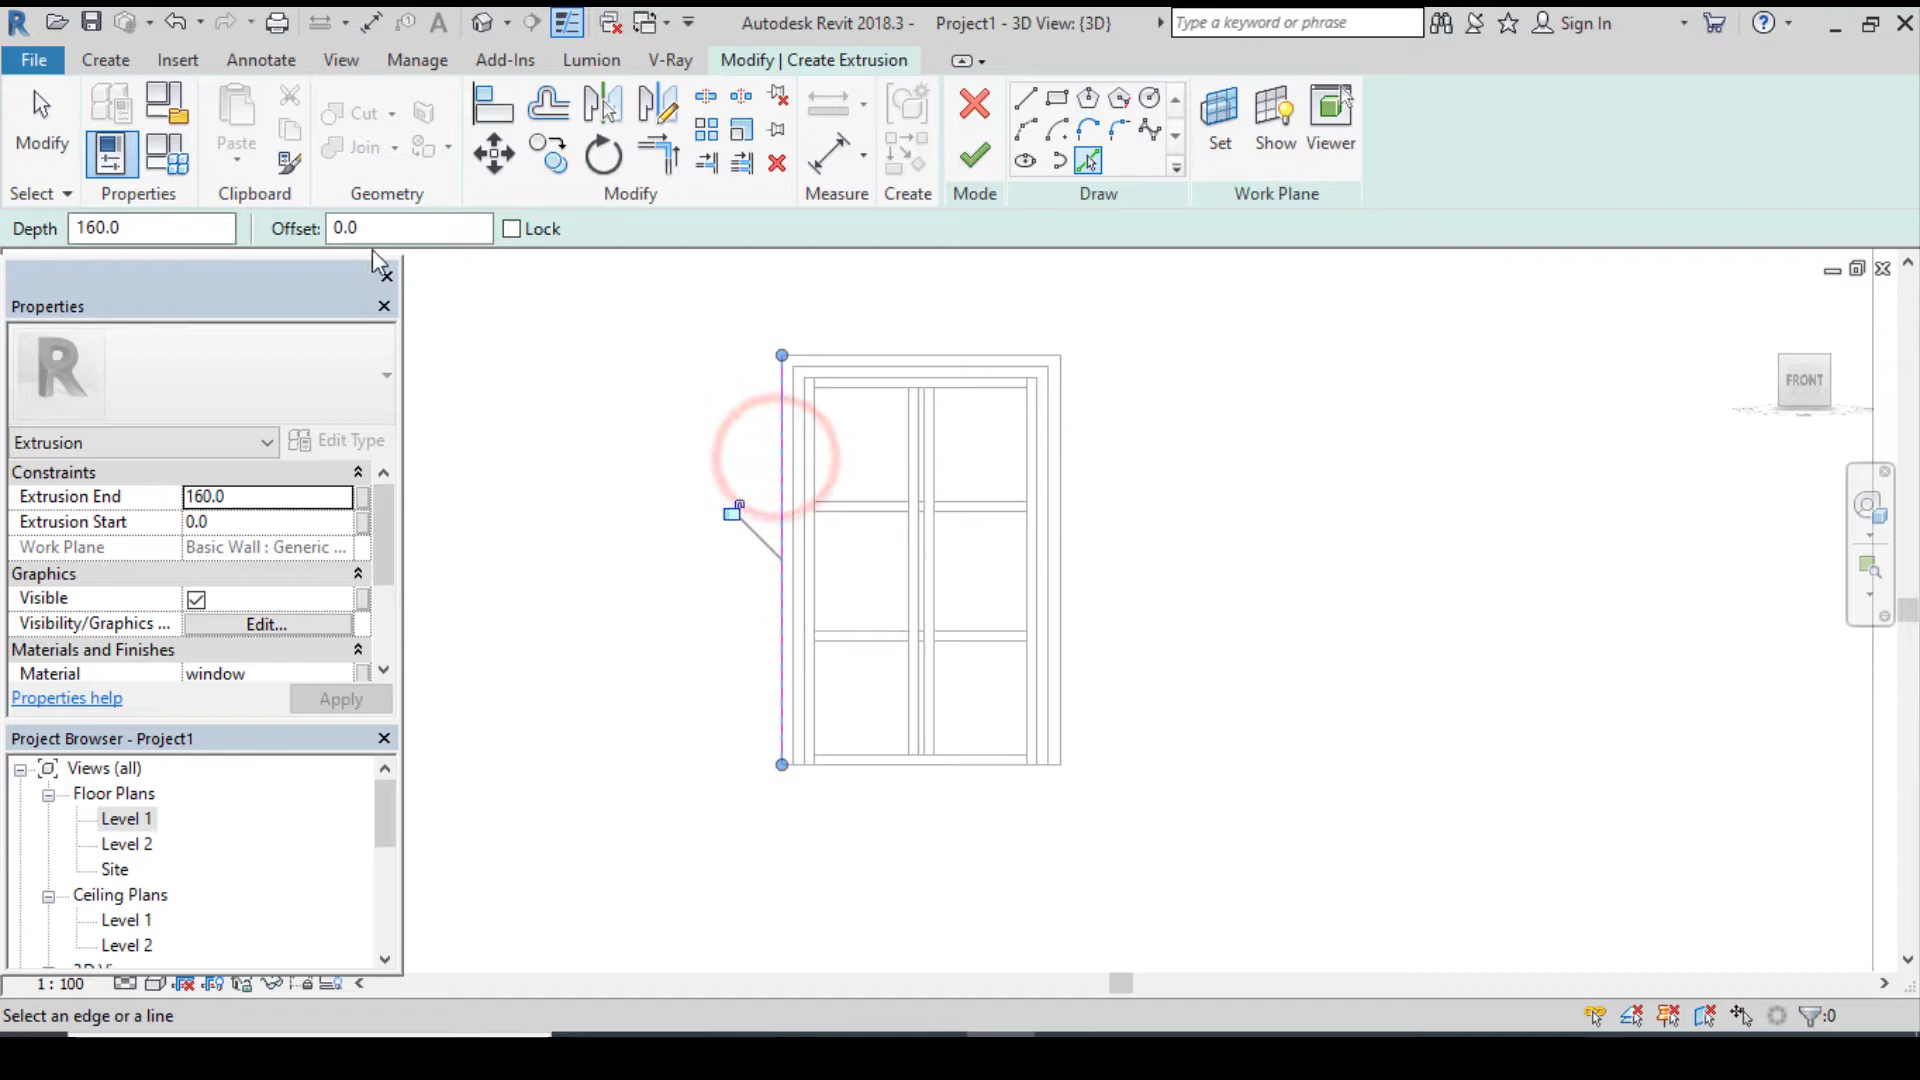 Autodesk Revit 2018.3 - Project1 - 3D View: {3D}
Type a keyword or phrase
Sign In
File Create Insert Annotate View Manage Add-Ins Lumion V-Ray Modify | Create Extrusion
Modify
Paste
Cut
Join
Set Show Viewer
Select Properties Clipboard Geometry Modify Measure Create Mode Draw Work Plane
Depth 160.0 Offset: 0.0 Lock
Properties
FRONT
Extrusion Edit Type
Constraints
Extrusion End 160.0
Extrusion Start 0.0
Work Plane Basic Wall : Generic ...
Graphics
Visible
Visibility/Graphics ... Edit...
Materials and Finishes
Material window
Properties help Apply
Project Browser - Project1
Views (all)
Floor Plans
Level 1
Level 2
Site
Ceiling Plans
Level 1
Level 2
1 : 100
Select an edge or a line
:0